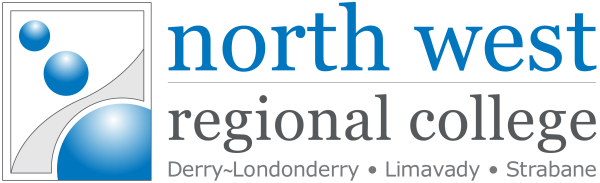 north west
regional college
Derry~Londonderry • Limavady • Strabane